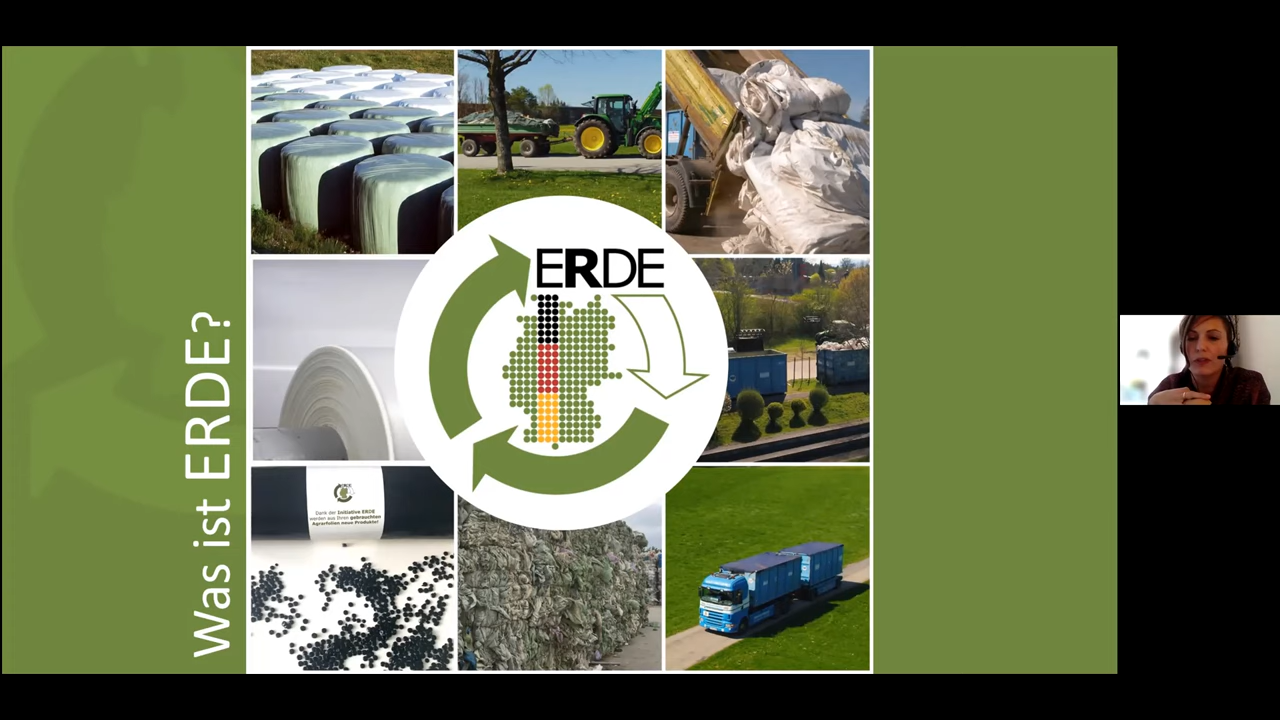 Was ist ERDE?
ERDE
Dank der Initiative ERDE
werden aus Ihren gebrauchten
Agrarfolien neue Produkte!